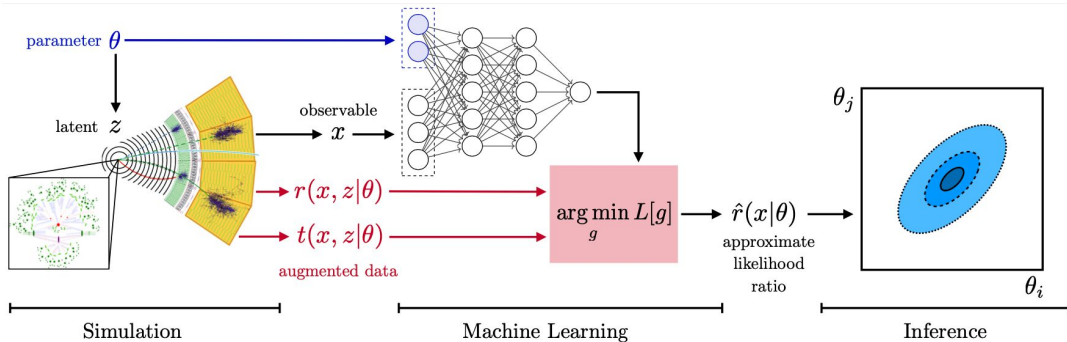 parameter θ
latent z
observable
x
r(x, z|θ)
t(x, z|θ)
augmented data
arg min L[g]
g
r̂(x|θ)
approximate
likelihood
ratio
θj
θi
Simulation
Machine Learning
Inference